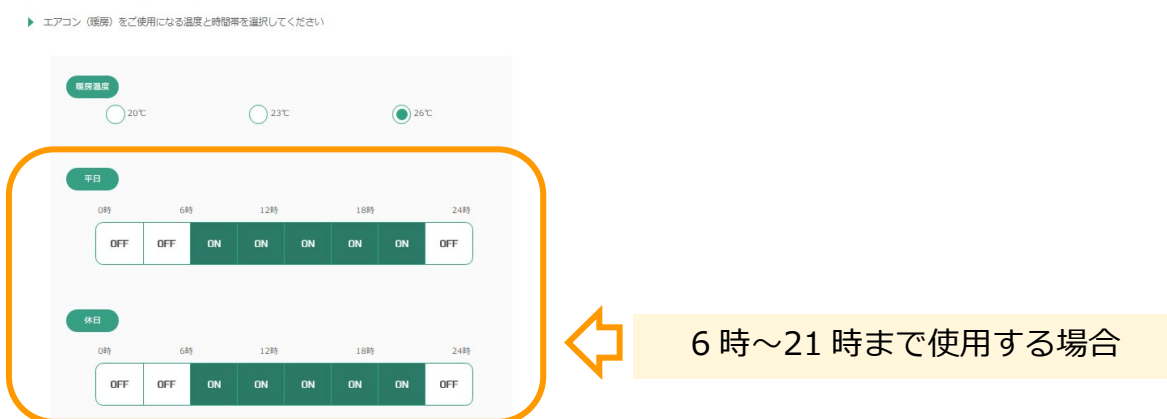 エアコン（暖房）をご使用になる温度と時間帯を選択してください
暖房温度
20℃ 23℃ 26℃
平日
0時 6時 12時 18時 24時
OFF OFF ON ON ON ON ON OFF
休日
0時 6時 12時 18時 24時
OFF OFF ON ON ON ON ON OFF
6時～21時まで使用する場合